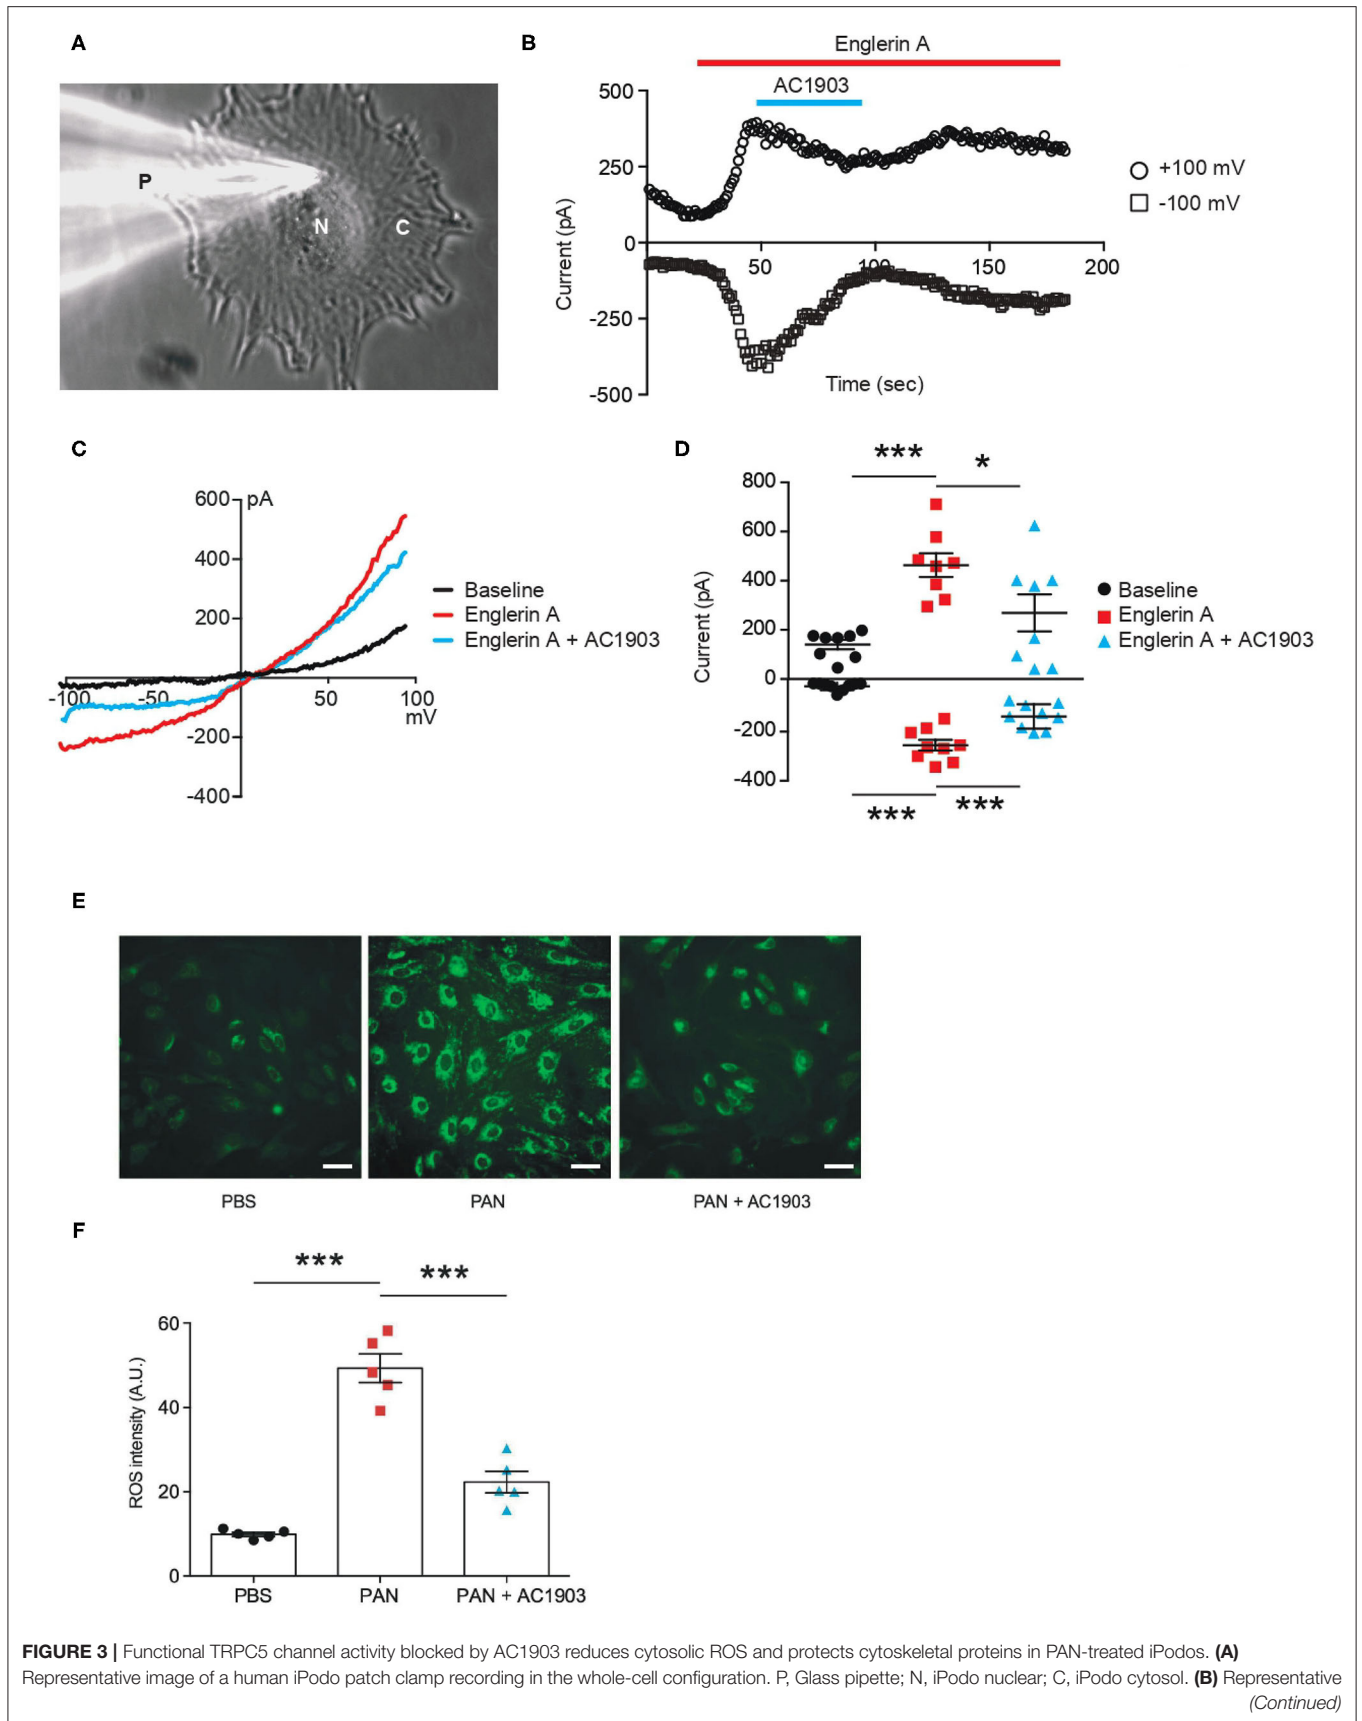 A
P
N
C
B
Englerin A
AC1903
500
250
0
-250
-500
Current (pA)
50
100
150
200
Time (sec)
+100 mV
-100 mV
C
600
pA
400
200
-100
-50
50
100
mV
-200
-400
Baseline
Englerin A
Englerin A + AC1903
D
***
*
800
600
400
200
0
-200
-400
Current (pA)
***
***
Baseline
Englerin A
Englerin A + AC1903
E
PBS
PAN
PAN + AC1903
F
***
***
60
40
20
0
ROS intensity (A.U.)
PBS
PAN
PAN + AC1903
FIGURE 3 | Functional TRPC5 channel activity blocked by AC1903 reduces cytosolic ROS and protects cytoskeletal proteins in PAN-treated iPodos. (A)
Representative image of a human iPodo patch clamp recording in the whole-cell configuration. P, Glass pipette; N, iPodo nuclear; C, iPodo cytosol. (B) Representative
(Continued)